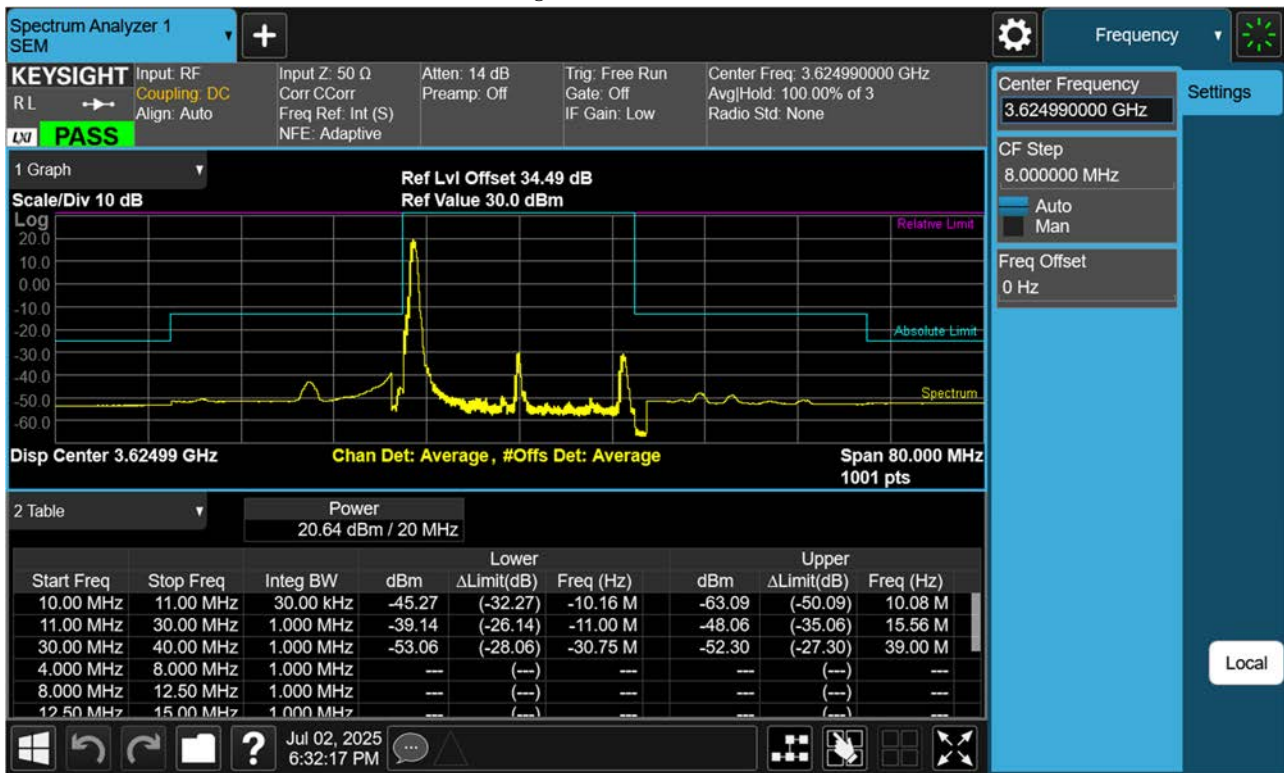 Spectrum Analyzer 1
SEM
Frequency
KEYSIGHT
RL
LXI
PASS
Input: RF
Coupling: DC
Align: Auto
Input Z: 50 Ω
Corr CCorr
Freq Ref: Int (S)
NFE: Adaptive
Atten: 14 dB
Preamp: Off
Trig: Free Run
Gate: Off
IF Gain: Low
Center Freq: 3.624990000 GHz
Avg|Hold: 100.00% of 3
Radio Std: None
Center Frequency
3.624990000 GHz
Settings
CF Step
8.000000 MHz
Auto
Man
Freq Offset
0 Hz
Local
1 Graph
Scale/Div 10 dB
Ref Lvl Offset 34.49 dB
Ref Value 30.0 dBm
Log
20.0
10.0
0.00
-10.0
-20.0
-30.0
-40.0
-50.0
-60.0
Relative Limit
Absolute Limit
Spectrum
Disp Center 3.62499 GHz
Chan Det: Average, #Offs Det: Average
Span 80.000 MHz
1001 pts
2 Table
Power
20.64 dBm / 20 MHz
Lower Upper
Start Freq Stop Freq Integ BW dBm ΔLimit(dB) Freq (Hz) dBm ΔLimit(dB) Freq (Hz)
10.00 MHz 11.00 MHz 30.00 kHz -45.27 (-32.27) -10.16 M -63.09 (-50.09) 10.08 M
11.00 MHz 30.00 MHz 1.000 MHz -39.14 (-26.14) -11.00 M -48.06 (-35.06) 15.56 M
30.00 MHz 40.00 MHz 1.000 MHz -53.06 (-28.06) -30.75 M -52.30 (-27.30) 39.00 M
4.000 MHz 8.000 MHz 1.000 MHz --- (---) --- --- (---) ---
8.000 MHz 12.50 MHz 1.000 MHz --- (---) --- --- (---) ---
12.50 MHz 15.00 MHz 1.000 MHz --- (---) --- --- (---) ---
Jul 02, 2025
6:32:17 PM